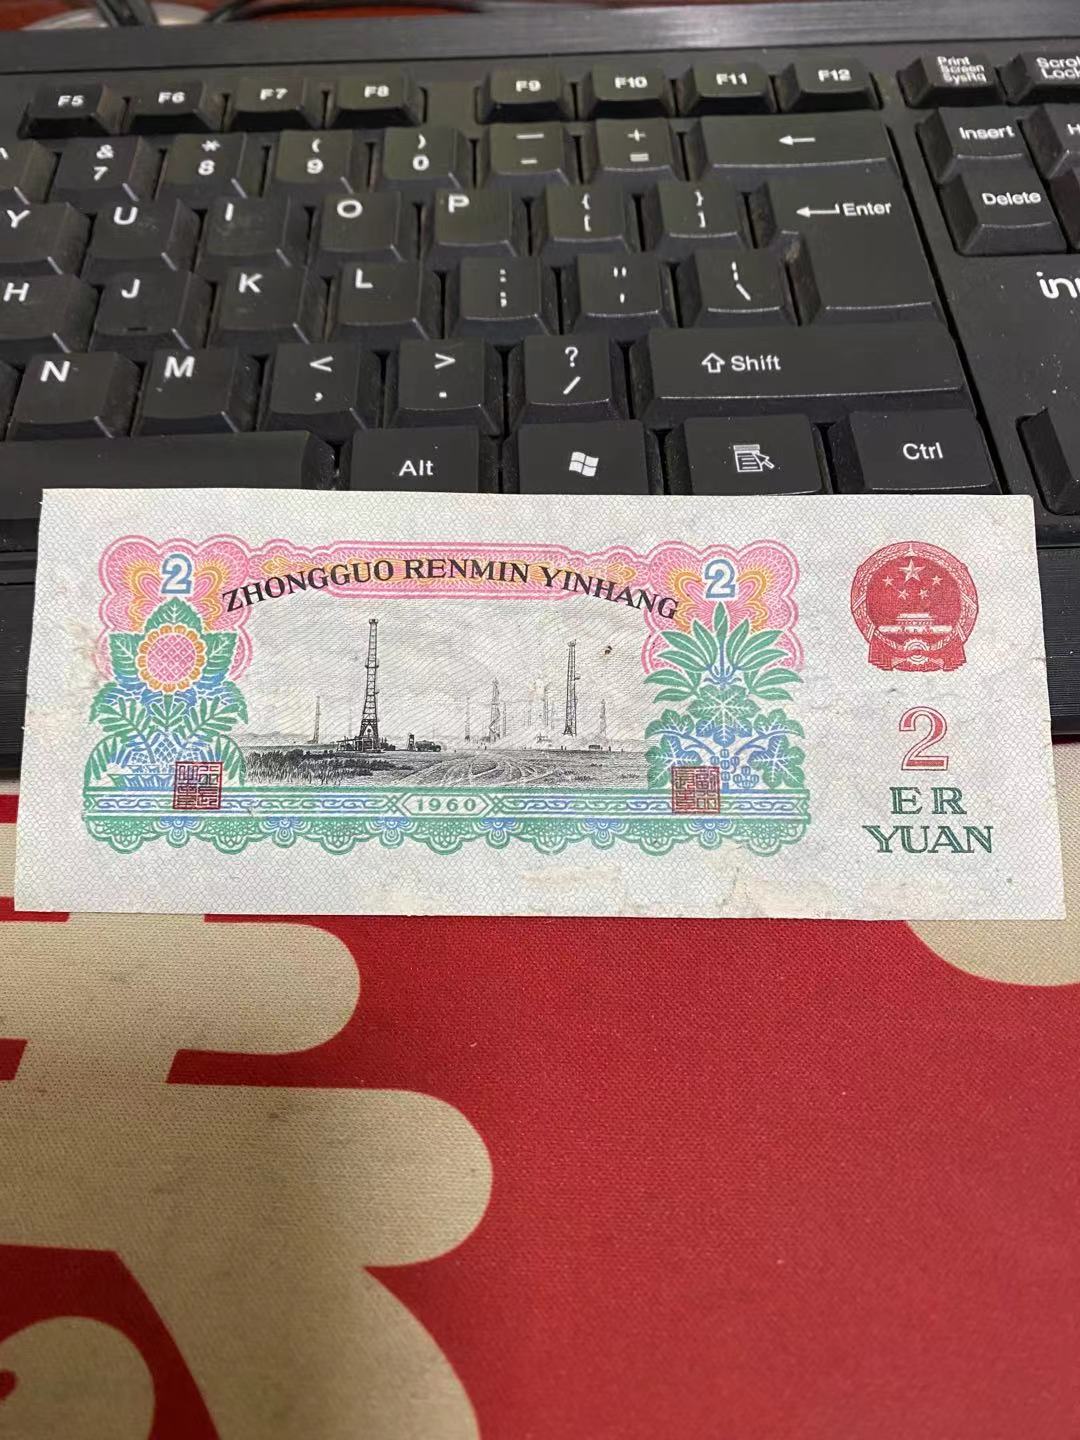 F5 F6 F7 F8 F9 F10 F11 F12 Print Screen SysRq Scroll Lock
& 7 * 8 ( 9 ) 0 — - + = ← Insert H
Y U I O P { [ } ] Enter Delete
H J K L : ; " ' | \ inp
N M < , > . ? / ⇧ Shift
Alt Ctrl
2 ZHONGGUO RENMIN YINHANG 2
2
1960
ER
YUAN